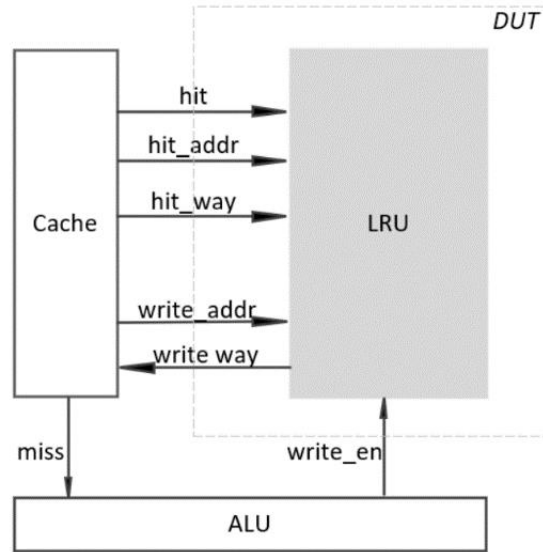 DUT
hit
hit_addr
hit_way
Cache
LRU
write_addr
write way
miss
write_en
ALU